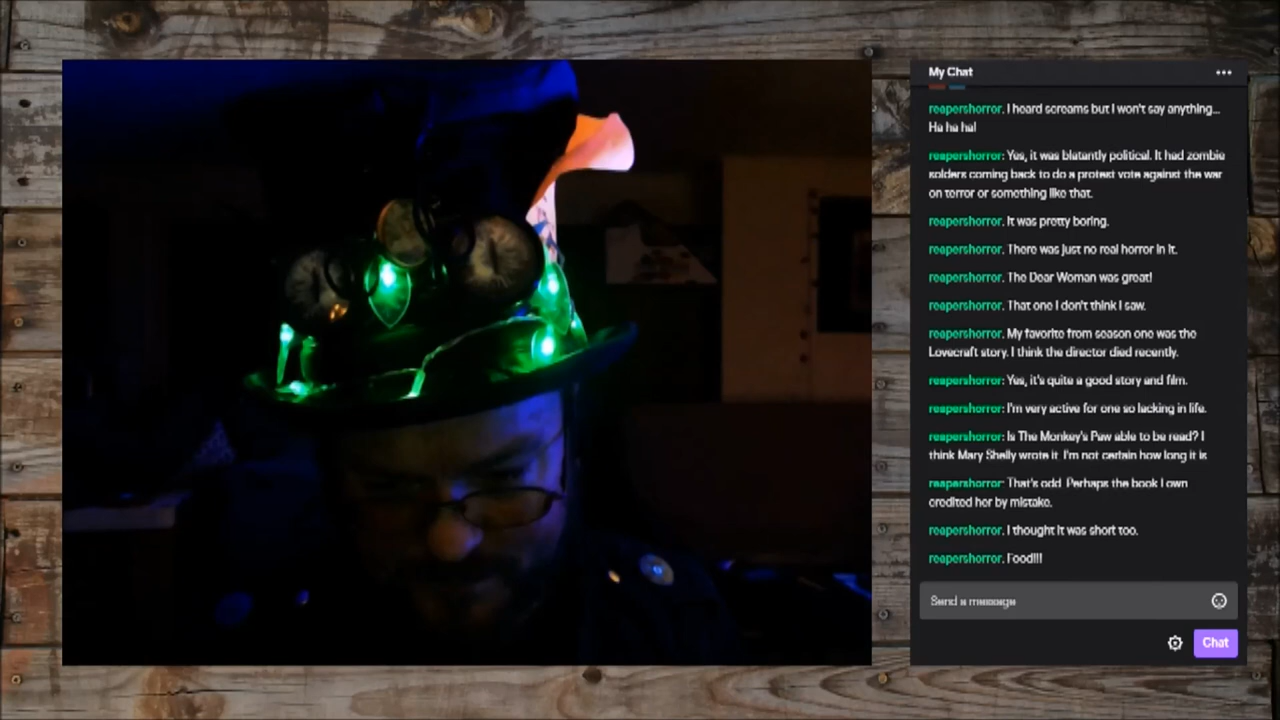 My Chat
reapershorror: I heard screams but I won't say anything...
Ha ha ha!
reapershorror: Yes, it was blatantly political. It had zombie
solders coming back to do a protest vote against the war
on terror or something like that.
reapershorror: It was pretty boring.
reapershorror: There was just no real horror in it.
reapershorror: The Dear Woman was great!
reapershorror: That one I don't think I saw.
reapershorror: My favorite from season one was the
Lovecraft story. I think the director died recently.
reapershorror: Yes, it's quite a good story and film.
reapershorror: I'm very active for one so lacking in life.
reapershorror: Is The Monkey's Paw able to be read? I
think Mary Shelly wrote it. I'm not certain how long it is
reapershorror: That's odd. Perhaps the book I own
credited her by mistake.
reapershorror: I thought it was short too.
reapershorror: Food!!!
Send a message
Chat